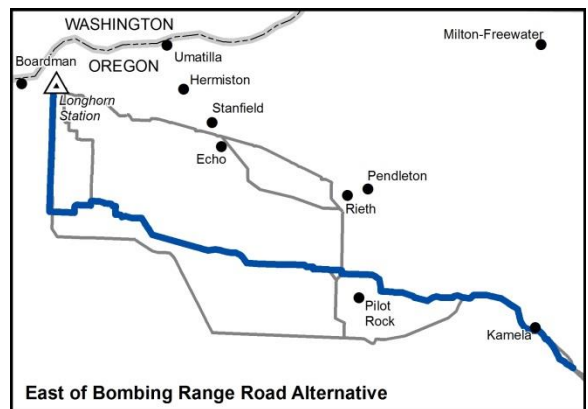 WASHINGTON
OREGON
Milton-Freewater
Boardman
Umatilla
Hermiston
Longhorn
Station
Stanfield
Echo
Pendleton
Rieth
Pilot
Rock
Kamela
East of Bombing Range Road Alternative